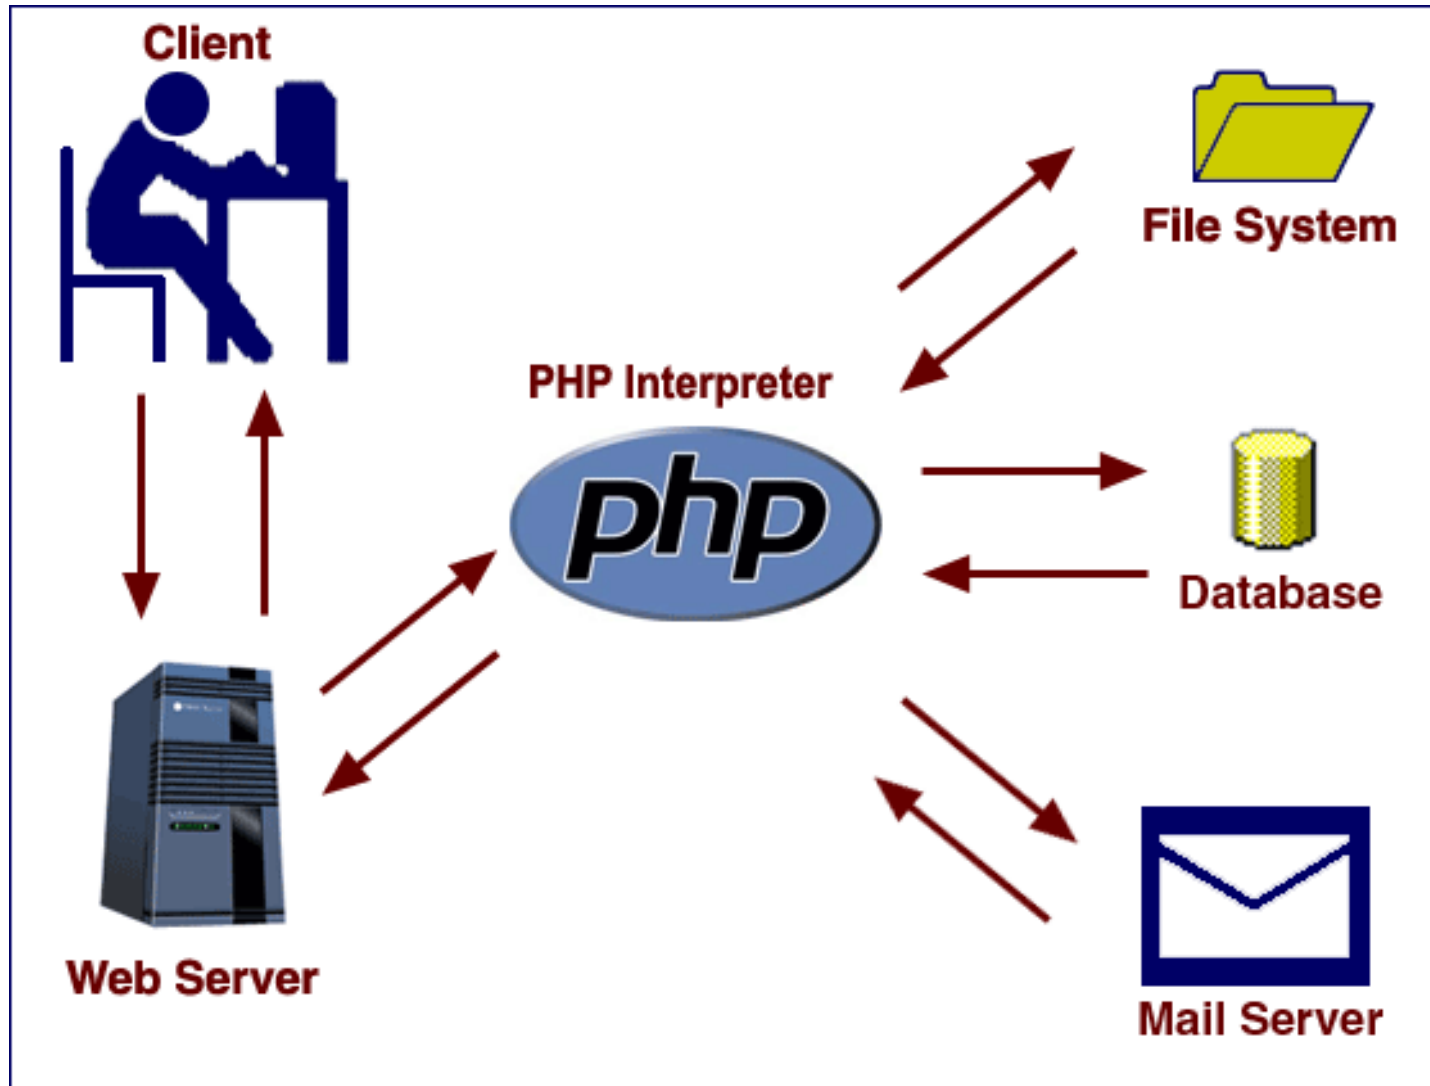 Client
File System
PHP Interpreter
php
Database
Web Server
Mail Server